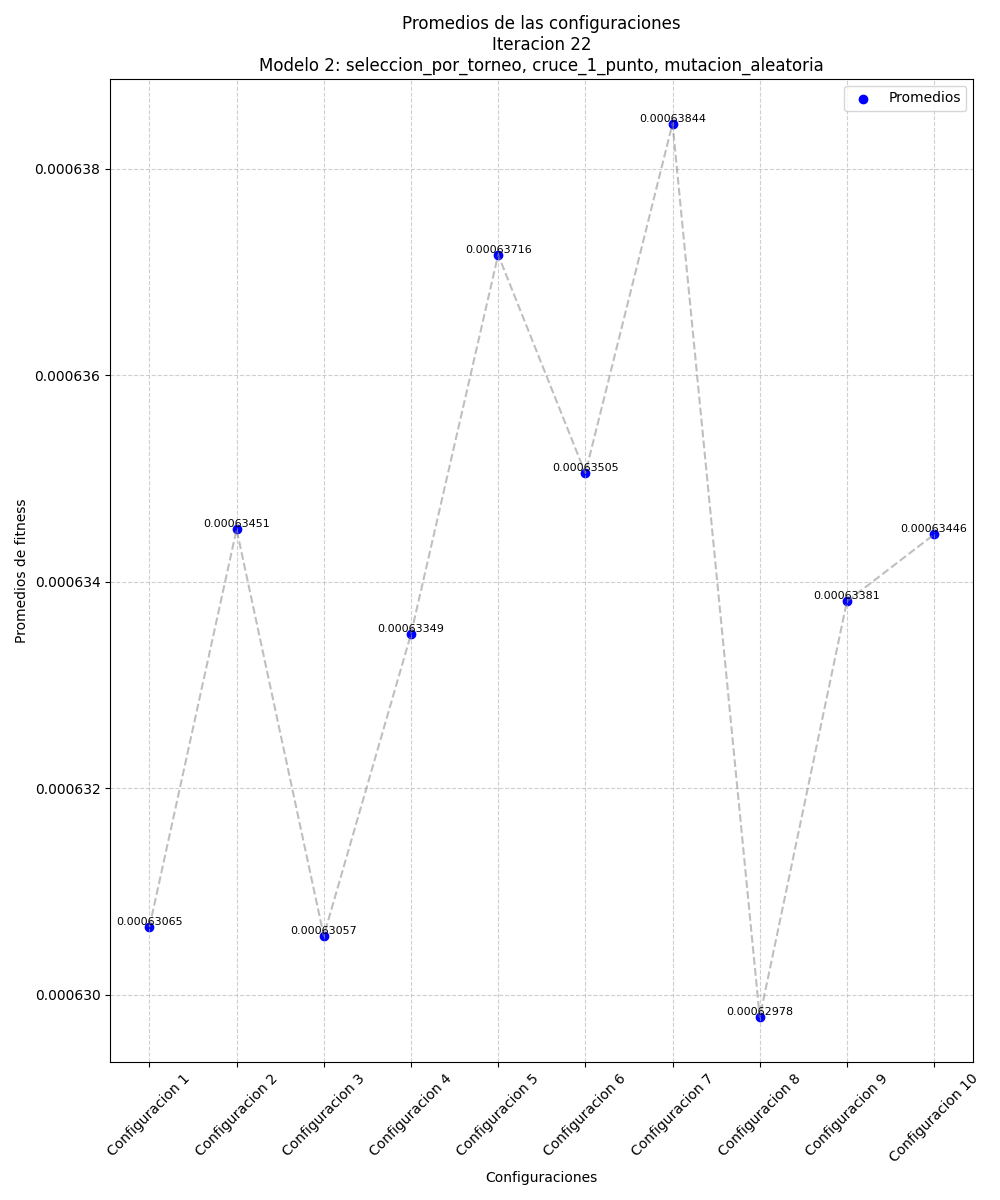 Promedios de las configuraciones
Iteracion 22
Modelo 2: seleccion_por_torneo, cruce_1_punto, mutacion_aleatoria
Promedios
0.00063844
0.000638
0.00063716
0.000636
0.00063505
0.00063451
0.00063446
0.000634
0.00063381
0.00063349
Promedios de fitness
0.000632
0.00063065
0.00063057
0.000630
0.00062978
Configuracion 1
Configuracion 2
Configuracion 3
Configuracion 4
Configuracion 5
Configuracion 6
Configuracion 7
Configuracion 8
Configuracion 9
Configuracion 10
Configuraciones